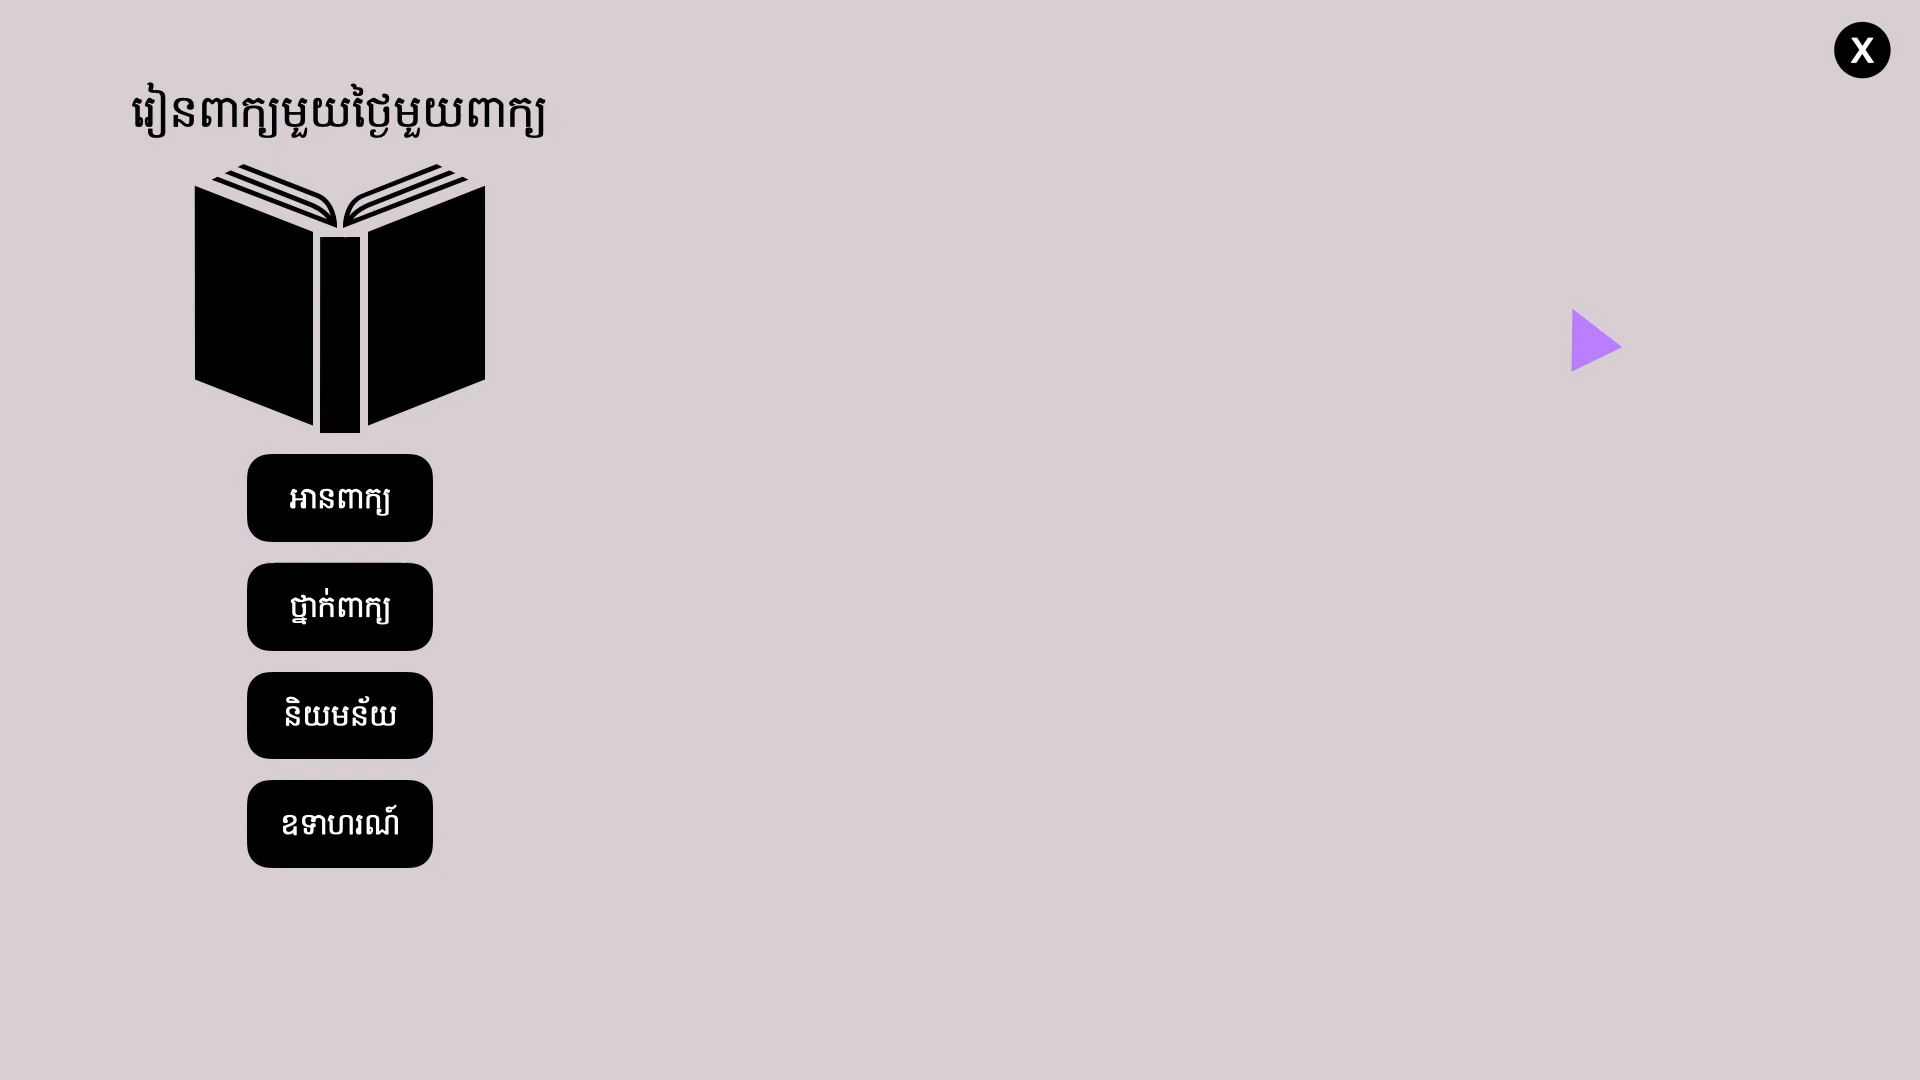 X
រៀនពាក្យមួយថ្ងៃមួយពាក្យ
អានពាក្យ
ថ្នាក់ពាក្យ
និយមន័យ
ឧទាហរណ៍